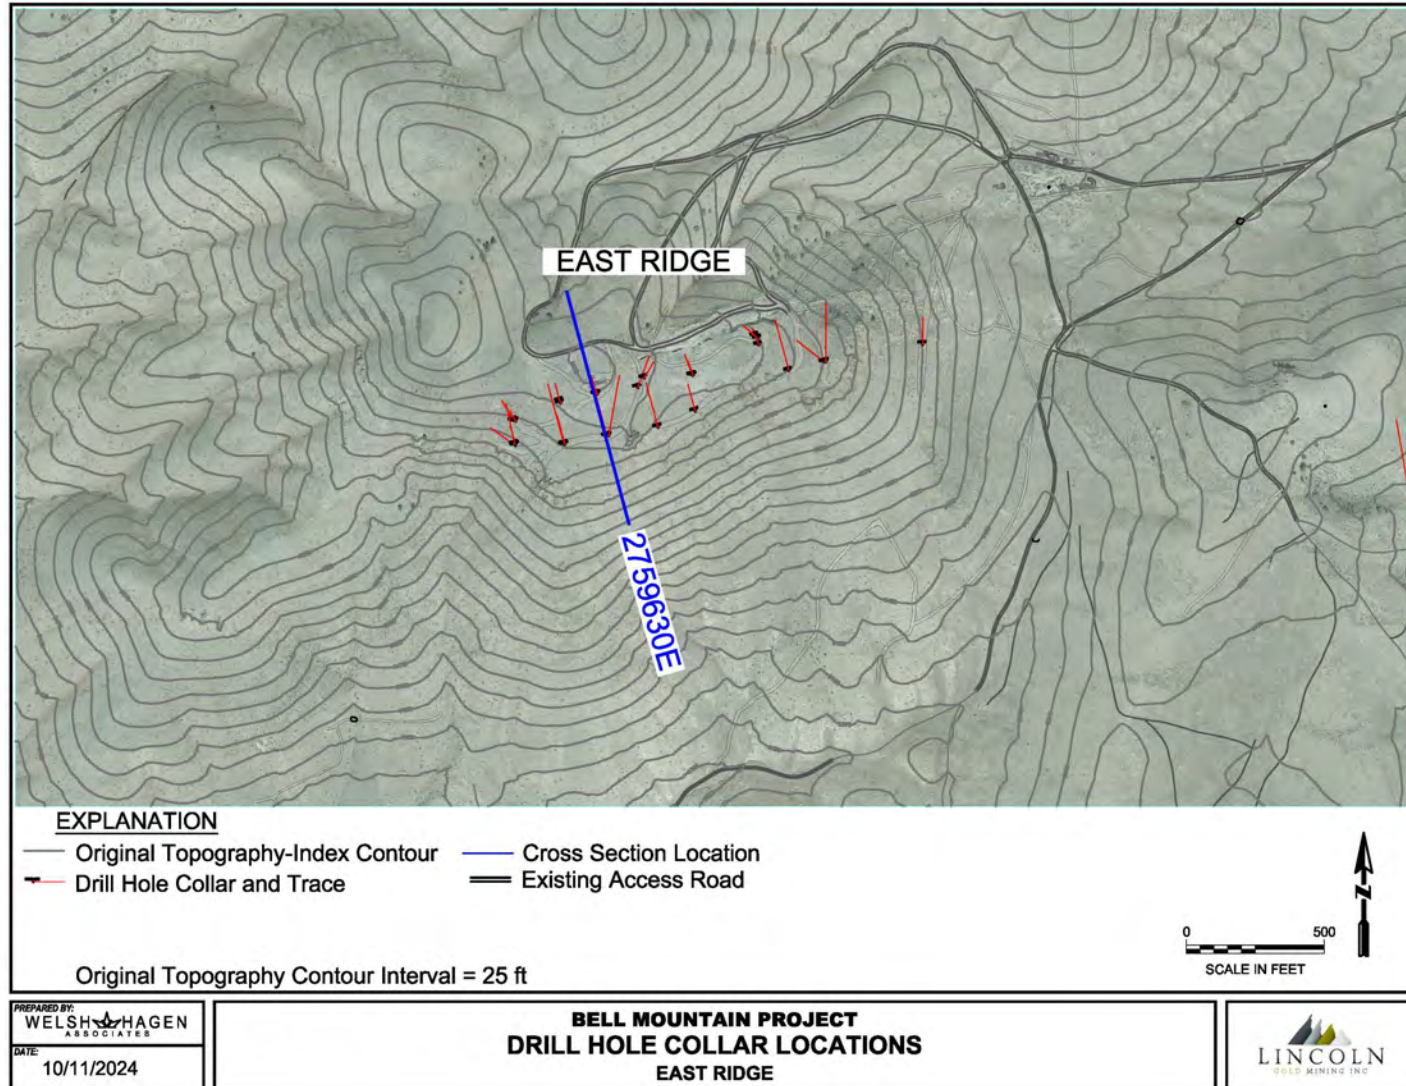 EAST RIDGE
2759630E
EXPLANATION
Original Topography-Index Contour
Cross Section Location
Drill Hole Collar and Trace
Existing Access Road
Original Topography Contour Interval = 25 ft
0 500
SCALE IN FEET
N
PREPARED BY:
WELSH HAGEN
ASSOCIATES
DATE:
10/11/2024
BELL MOUNTAIN PROJECT
DRILL HOLE COLLAR LOCATIONS
EAST RIDGE
LINCOLN
GOLD MINING INC